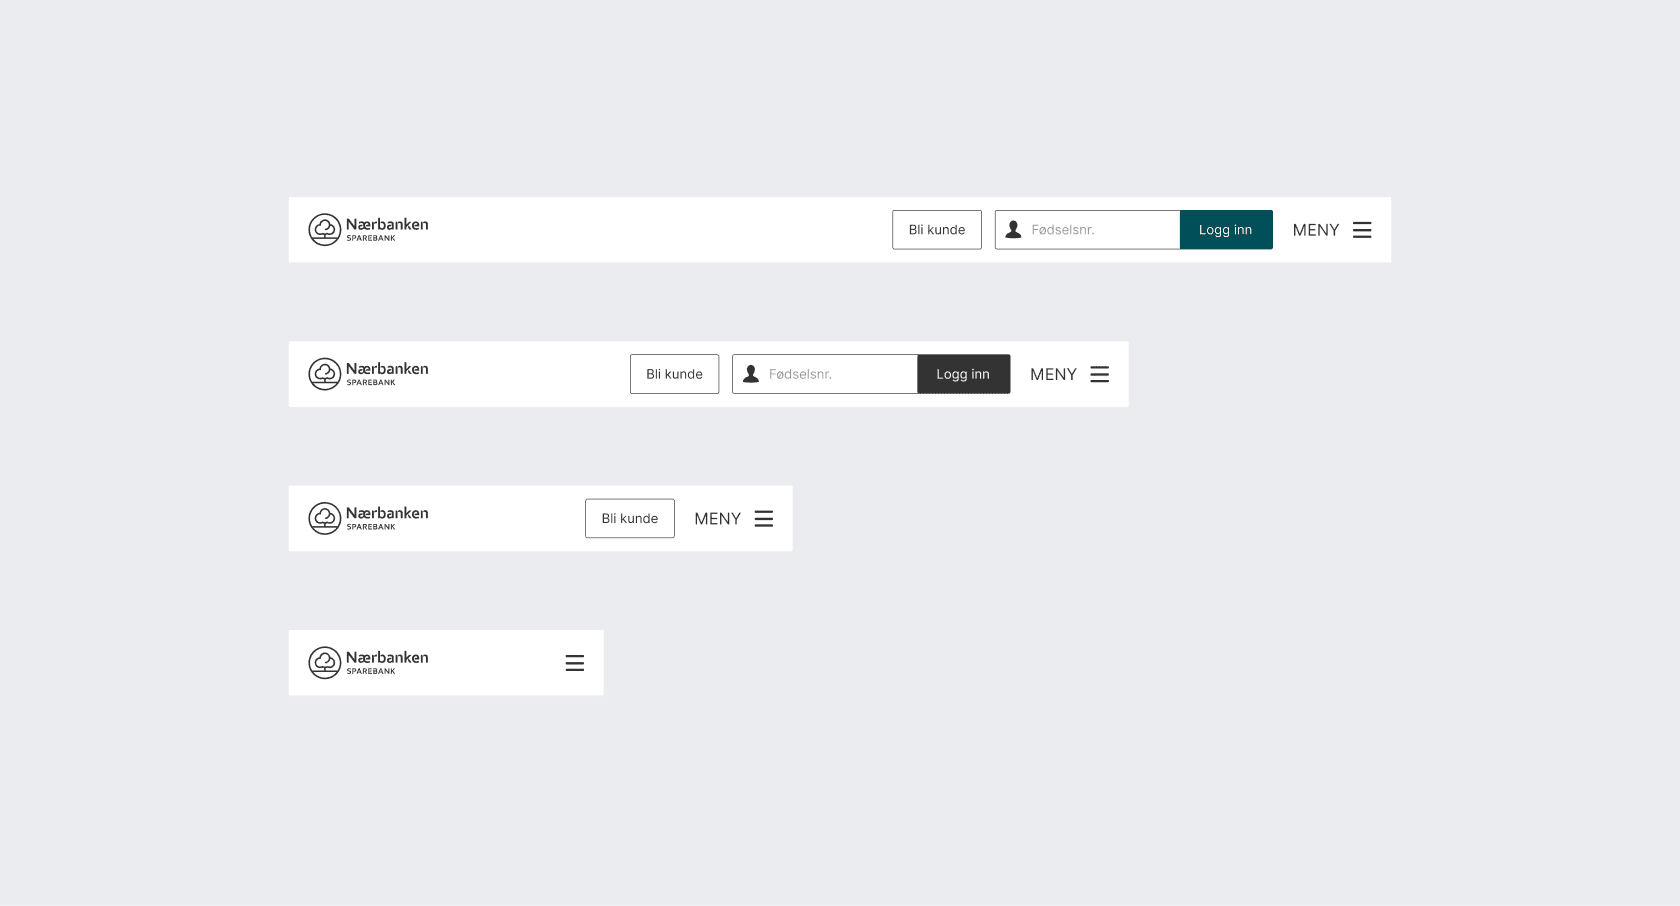 Nærbanken
SPAREBANK
Bli kunde
Fødselsnr.
Logg inn
MENY
Nærbanken
SPAREBANK
Bli kunde
Fødselsnr.
Logg inn
MENY
Nærbanken
SPAREBANK
Bli kunde
MENY
Nærbanken
SPAREBANK